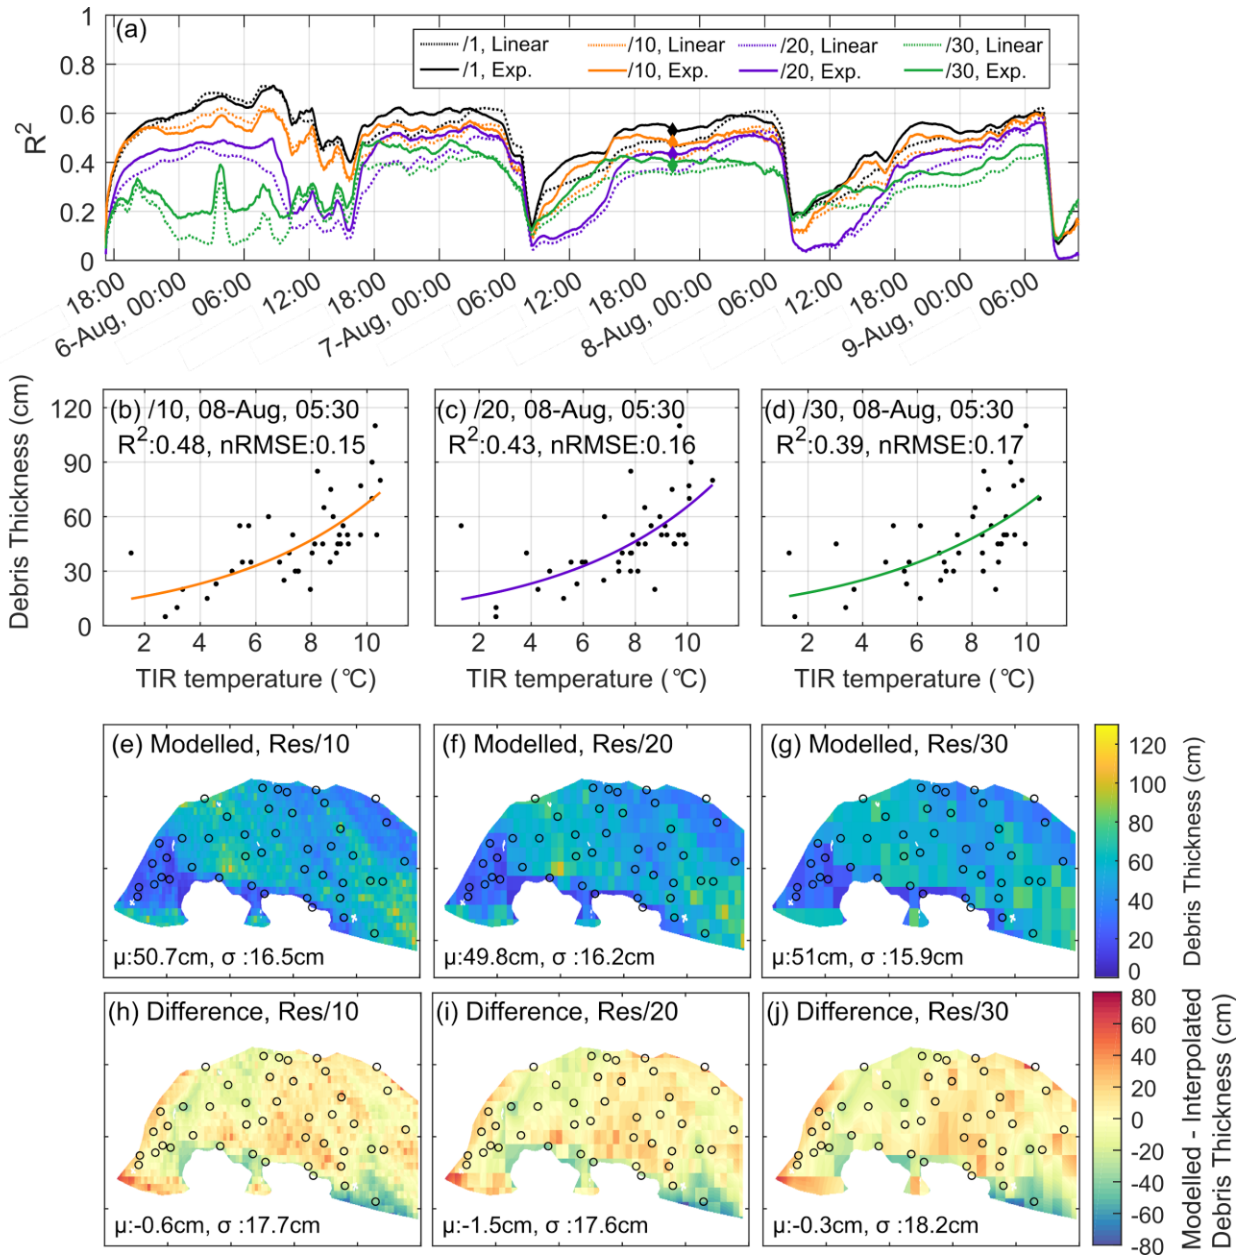 (a)
/1, Linear /10, Linear /20, Linear /30, Linear
/1, Exp. /10, Exp. /20, Exp. /30, Exp.
1
0.8
0.6
0.4
0.2
0
R²
18:00 6-Aug, 00:00 06:00 12:00 18:00 7-Aug, 00:00 06:00 12:00 18:00 8-Aug, 00:00 06:00 12:00 18:00 9-Aug, 00:00 06:00
Debris Thickness (cm)
120
90
60
30
0
(b) /10, 08-Aug, 05:30
R²:0.48, nRMSE:0.15
2 4 6 8 10
TIR temperature (°C)
(c) /20, 08-Aug, 05:30
R²:0.43, nRMSE:0.16
2 4 6 8 10
TIR temperature (°C)
(d) /30, 08-Aug, 05:30
R²:0.39, nRMSE:0.17
2 4 6 8 10
TIR temperature (°C)
(e) Modelled, Res/10
μ:50.7cm, σ :16.5cm
(f) Modelled, Res/20
μ:49.8cm, σ :16.2cm
(g) Modelled, Res/30
μ:51cm, σ :15.9cm
120
100
80
60
40
20
0
Debris Thickness (cm)
(h) Difference, Res/10
μ:-0.6cm, σ :17.7cm
(i) Difference, Res/20
μ:-1.5cm, σ :17.6cm
(j) Difference, Res/30
μ:-0.3cm, σ :18.2cm
80
60
40
20
0
-20
-40
-60
-80
Modelled - Interpolated
Debris Thickness (cm)